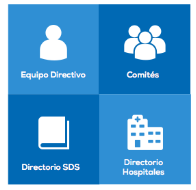 Equipo Directivo
Comités
Directorio SDS
Directorio
Hospitales